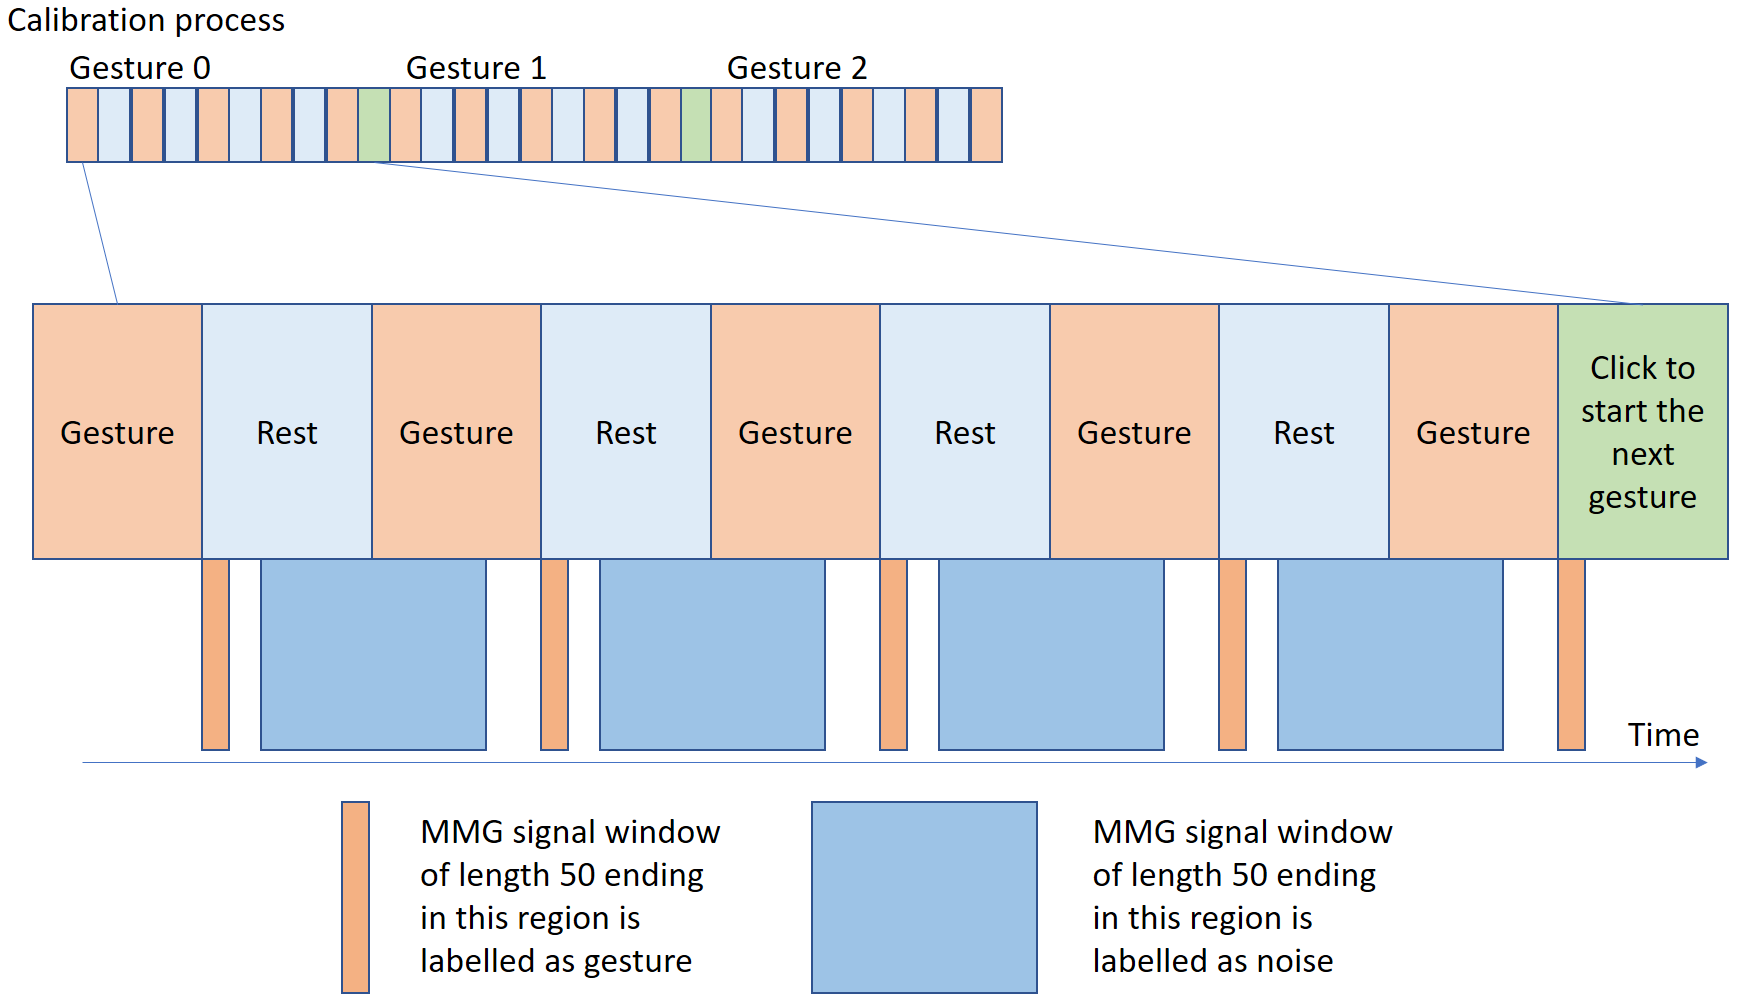 Calibration process
Gesture 0
Gesture 1
Gesture 2
Gesture
Rest
Gesture
Rest
Gesture
Rest
Gesture
Rest
Gesture
Click to
start the
next
gesture
Time
MMG signal window
of length 50 ending
in this region is
labelled as gesture
MMG signal window
of length 50 ending
in this region is
labelled as noise